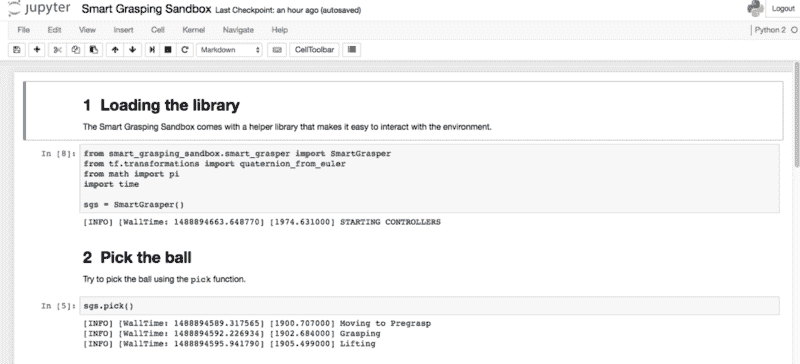 jupyter Smart Grasping Sandbox Last Checkpoint: an hour ago (autosaved)
Logout
File Edit View Insert Cell Kernel Navigate Help
Python 2
Markdown
CellToolbar
1 Loading the library
The Smart Grasping Sandbox comes with a helper library that makes it easy to interact with the environment.
In [8]: from smart_grasping_sandbox.smart_grasper import SmartGrasper
from tf.transformations import quaternion_from_euler
from math import pi
import time
sgs = SmartGrasper()
[INFO] [WallTime: 1488894663.648770] [1974.631000] STARTING CONTROLLERS
2 Pick the ball
Try to pick the ball using the pick function.
In [5]: sgs.pick()
[INFO] [WallTime: 1488894589.317565] [1900.707000] Moving to Pregrasp
[INFO] [WallTime: 1488894592.226934] [1902.684000] Grasping
[INFO] [WallTime: 1488894595.941790] [1905.499000] Lifting